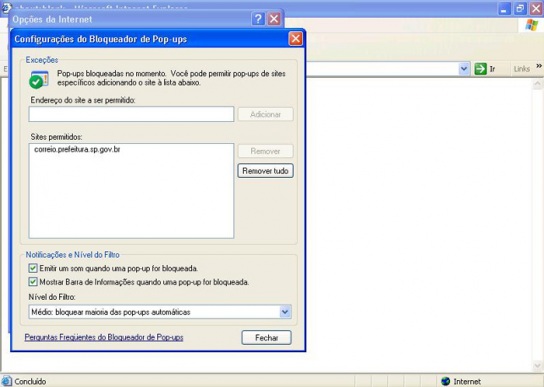 about:blank - Microsoft Internet Explorer
Opções da Internet
Configurações do Bloqueador de Pop-ups
Exceções
Pop-ups bloqueadas no momento. Você pode permitir pop-ups de sites
específicos adicionando o site à lista abaixo.
Endereço do site a ser permitido:
Adicionar
Sites permitidos:
correio.prefeitura.sp.gov.br
Remover
Remover tudo
Notificações e Nível do Filtro
Emitir um som quando uma pop-up for bloqueada.
Mostrar Barra de Informações quando uma pop-up for bloqueada.
Nível do Filtro:
Médio: bloquear maioria das pop-ups automáticas
Perguntas Freqüentes do Bloqueador de Pop-ups
Fechar
Ir
Links
Concluído
Internet